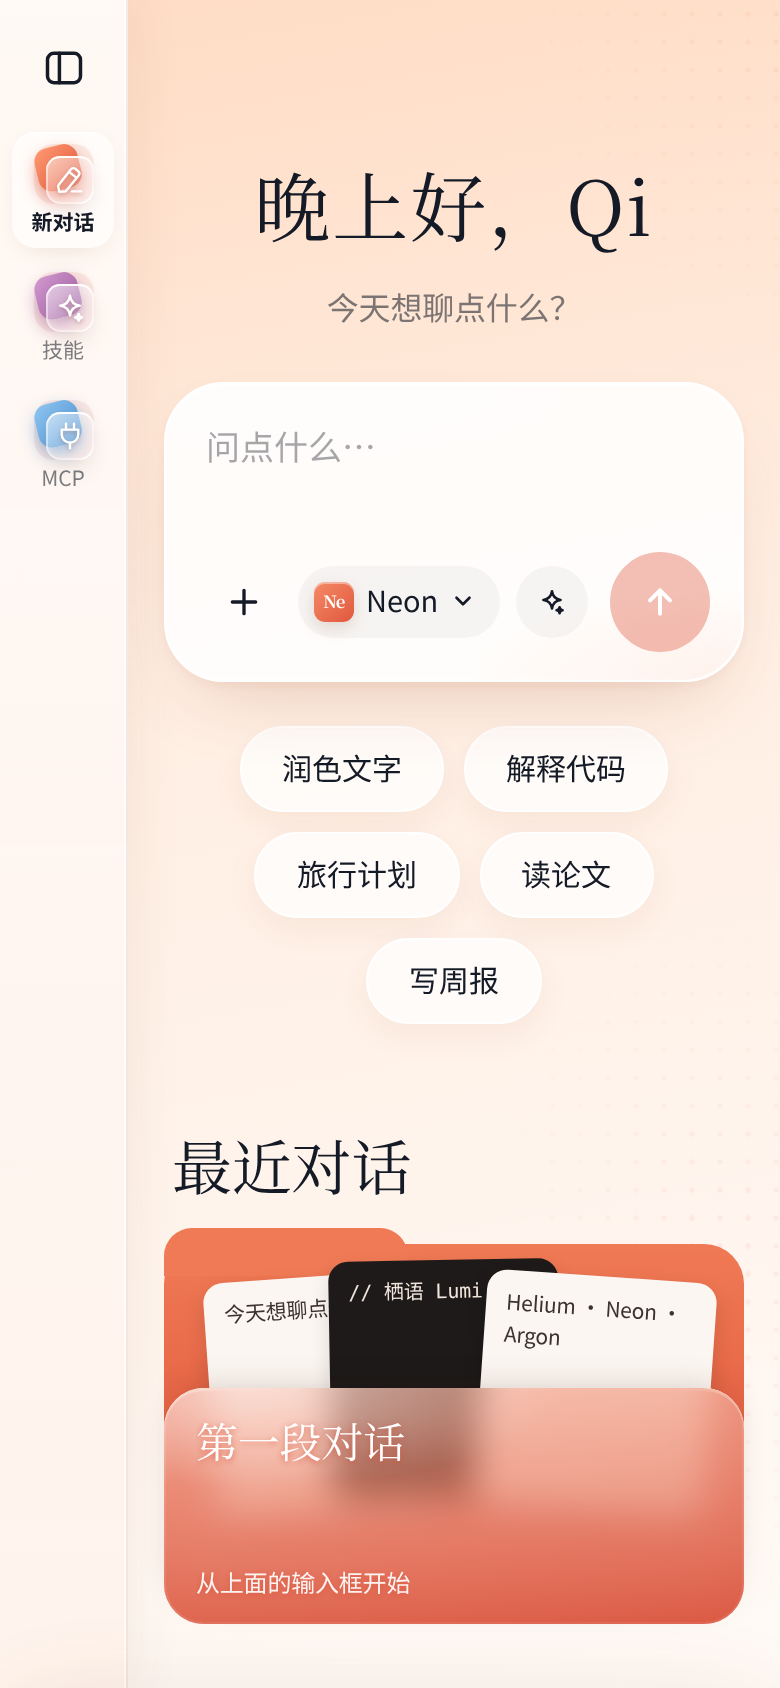 新对话
技能
MCP
晚上好，Qi
今天想聊点什么？
问点什么…
Ne Neon
润色文字
解释代码
旅行计划
读论文
写周报
最近对话
今天想聊点
// 栖语 Lumi
Helium · Neon ·
Argon
第一段对话
从上面的输入框开始